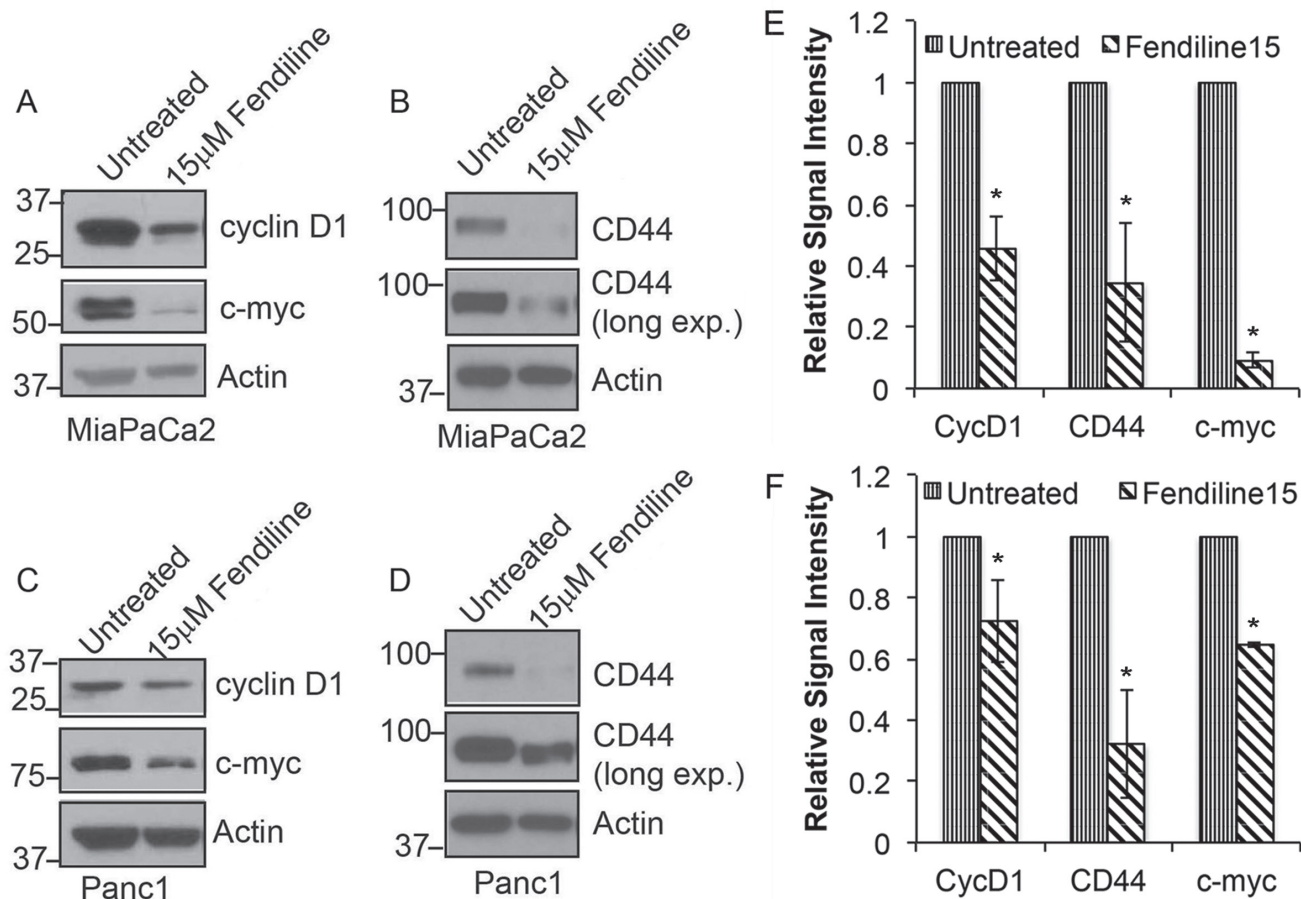 A
Untreated
15µM Fendiline
37
25
cyclin D1
50
c-myc
37
Actin
MiaPaCa2
B
Untreated
15µM Fendiline
100
CD44
100
CD44
(long exp.)
37
Actin
MiaPaCa2
E
Relative SIgnal Intensity
1.2
1
0.8
0.6
0.4
0.2
0
Untreated
Fendiline15
*
*
*
CycD1
CD44
c-myc
C
Untreated
15µM Fendiline
37
25
cyclin D1
75
c-myc
37
Actin
Panc1
D
Untreated
15µM Fendiline
100
CD44
100
CD44
(long exp.)
37
Actin
Panc1
F
Relative Signal Intensity
1.2
1
0.8
0.6
0.4
0.2
0
Untreated
Fendiline15
*
*
*
CycD1
CD44
c-myc